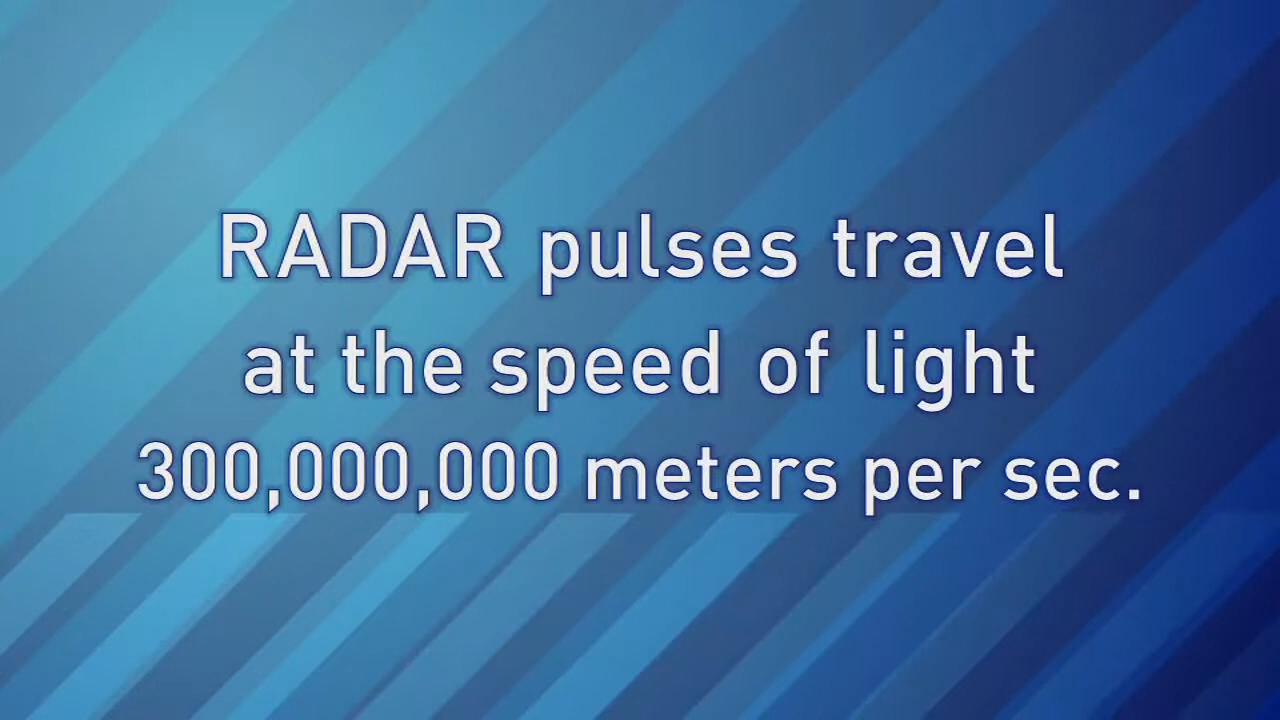 RADAR pulses travel
at the speed of light
300,000,000 meters per sec.